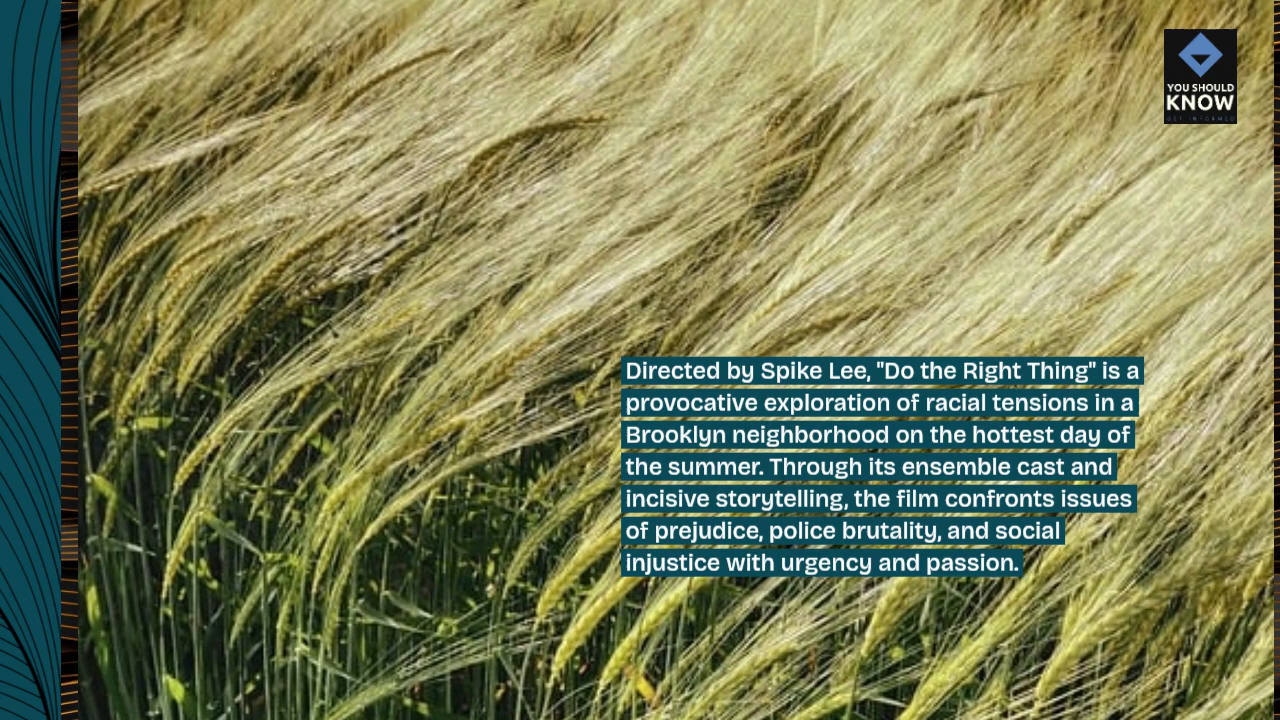 YOU SHOULD
KNOW
GET INFORMED
Directed by Spike Lee, "Do the Right Thing" is a
provocative exploration of racial tensions in a
Brooklyn neighborhood on the hottest day of
the summer. Through its ensemble cast and
incisive storytelling, the film confronts issues
of prejudice, police brutality, and social
injustice with urgency and passion.